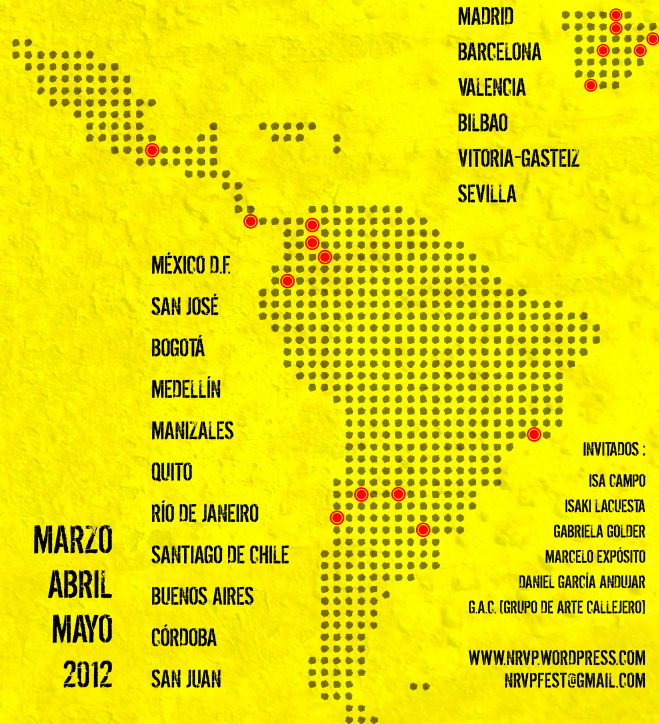 MADRID
BARCELONA
VALENCIA
BILBAO
VITORIA-GASTEIZ
SEVILLA
MÉXICO D.F.
SAN JOSÉ
BOGOTÁ
MEDELLÍN
MANIZALES
QUITO
RÍO DE JANEIRO
SANTIAGO DE CHILE
BUENOS AIRES
CÓRDOBA
SAN JUAN
MARZO
ABRIL
MAYO
2012
INVITADOS :
ISA CAMPO
ISAKI LACUESTA
GABRIELA GOLDER
MARCELO EXPÓSITO
DANIEL GARCÍA ANDUJAR
G.A.C. (GRUPO DE ARTE CALLEJERO)
WWW.NRVP.WORDPRESS.COM
NRVPFEST@GMAIL.COM